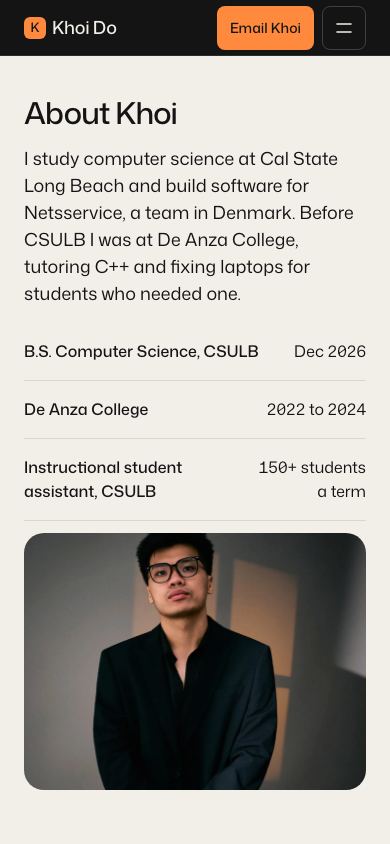 K Khoi Do
Email Khoi
About Khoi
I study computer science at Cal State
Long Beach and build software for
Netsservice, a team in Denmark. Before
CSULB I was at De Anza College,
tutoring C++ and fixing laptops for
students who needed one.
B.S. Computer Science, CSULB Dec 2026
De Anza College 2022 to 2024
Instructional student 150+ students
assistant, CSULB a term